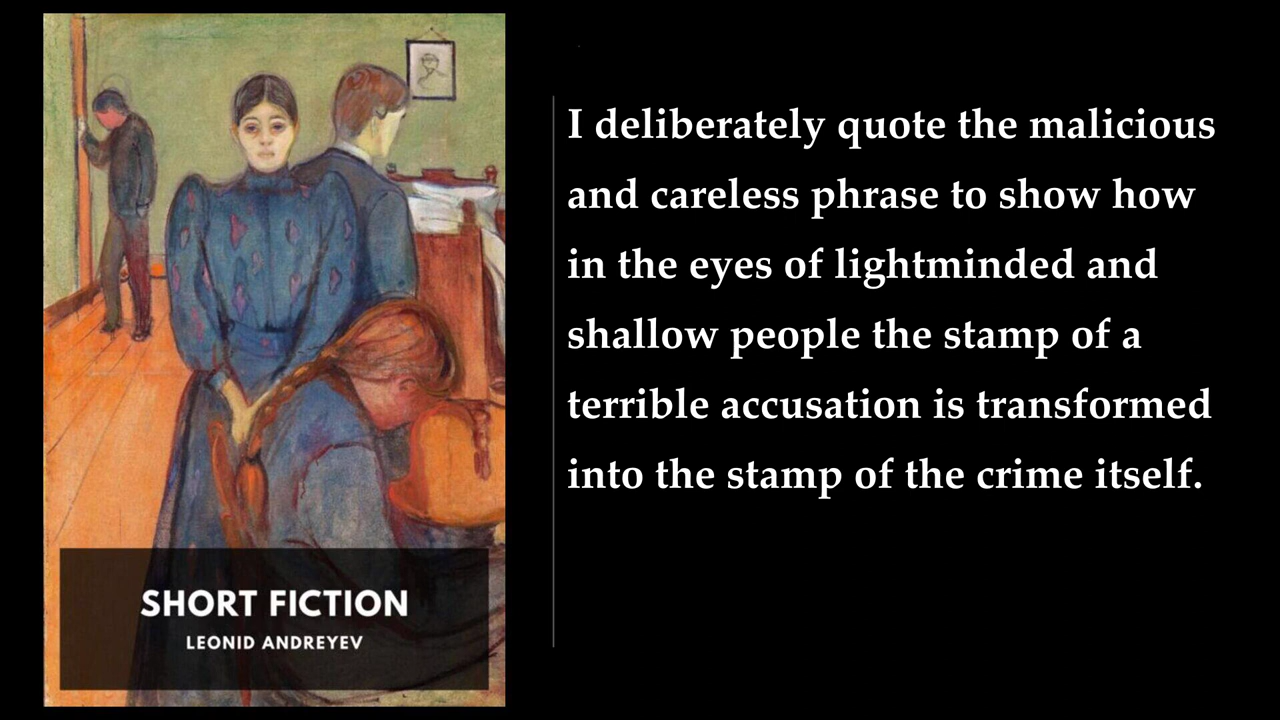 I deliberately quote the malicious
and careless phrase to show how
in the eyes of lightminded and
shallow people the stamp of a
terrible accusation is transformed
into the stamp of the crime itself.
SHORT FICTION
LEONID ANDREYEV